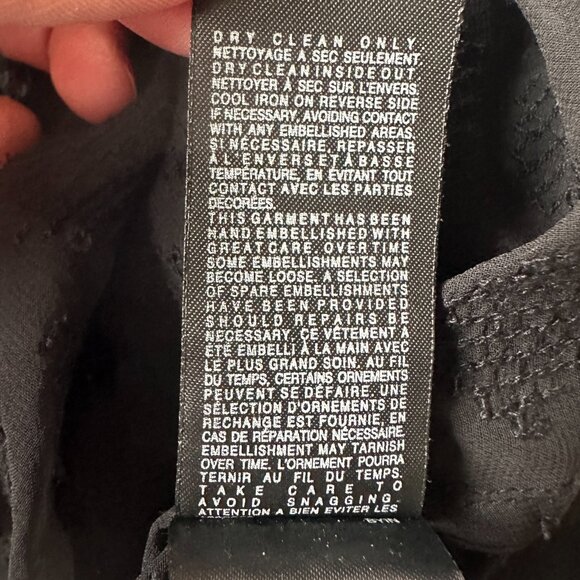 DRY CLEAN ONLY
NETTOYAGE A SEC SEULEMENT
DRYCLEANINSIDEOUT
NETTOYER À SEC SUR L'ENVERS.
COOL IRON ON REVERSE SIDE
IF NECESSARY, AVOIDING CONTACT
WITH ANY EMBELLISHED AREAS.
SI NÉCESSAIRE, REPASSER
À L'ENVERS ET À BASSE
TEMPÉRATURE, EN ÉVITANT TOUT
CONTACT AVEC LES PARTIES
DÉCORÉES.
THIS GARMENT HAS BEEN
HAND EMBELLISHED WITH
GREAT CARE. OVER TIME
SOME EMBELLISHMENTS MAY
BECOME LOOSE. A SELECTION
OF SPARE EMBELLISHMENTS
HAVE BEEN PROVIDED
SHOULD REPAIRS BE
NECESSARY. CE VÊTEMENT A
ÉTÉ EMBELLI À LA MAIN AVEC
LE PLUS GRAND SOIN. AU FIL
DU TEMPS, CERTAINS ORNEMENTS
PEUVENT SE DÉFAIRE. UNE
SÉLECTION D'ORNEMENTS DE
RECHANGE EST FOURNIE, EN
CAS DE RÉPARATION NÉCESSAIRE.
EMBELLISHMENT MAY TARNISH
OVER TIME. L'ORNEMENT POURRA
TERNIR AU FIL DU TEMPS.
TAKE CARE TO
AVOID SNAGGING.
ATTENTION A BIEN EVITER LES